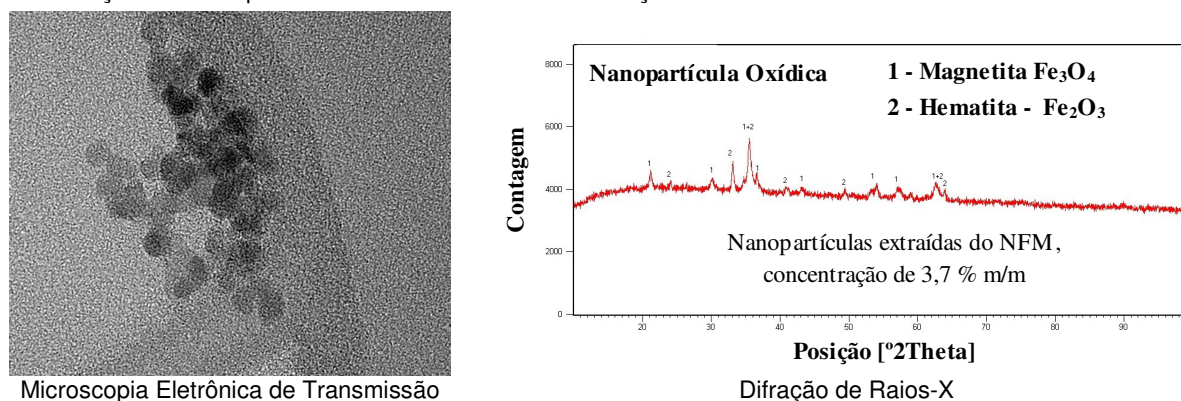 Nanopartícula Oxídica
1 - Magnetita Fe₃O₄
2 - Hematita - Fe₂O₃
8000
6000
4000
2000
0
Contagem
1
2
1
2
1+2
1
2
1
2
1
1
1+2
2
Nanopartículas extraídas do NFM,
concentração de 3,7 % m/m
20 30 40 50 60 70 80 90
Posição [°2Theta]
Microscopia Eletrônica de Transmissão
Difração de Raios-X